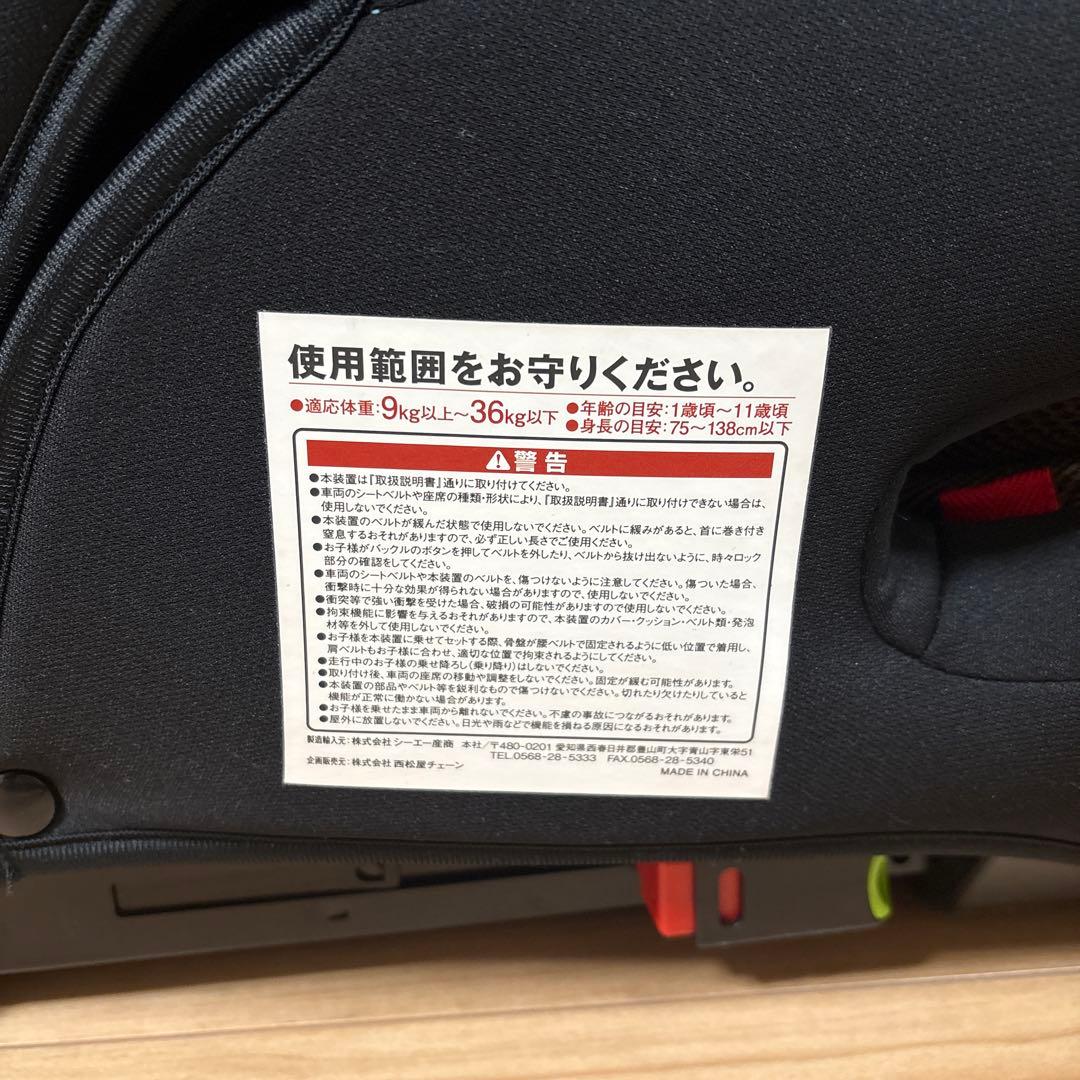 使用範囲をお守りください。
●適応体重:9kg以上～36kg以下
●年齢の目安:1歳頃～11歳頃
●身長の目安:75～138cm以下
警告
●本装置は『取扱説明書』通りに取り付けてください。
●車両のシートベルトや座席の種類・形状により、『取扱説明書』通りに取り付けできない場合は、
使用しないでください。
●本装置のベルトが緩んだ状態で使用しないでください。ベルトに緩みがあると、首に巻き付き
窒息するおそれがありますので、必ず正しい長さでご使用ください。
●お子様がバックルのボタンを押してベルトを外したり、ベルトから抜け出ないように、時々ロック
部分の確認をしてください。
●車両のシートベルトや本装置のベルトを、傷つけないように注意してください。傷ついた場合、
衝撃時に十分な効果が得られない場合がありますので、使用しないでください。
●衝突等で強い衝撃を受けた場合、破損の可能性がありますので使用しないでください。
●拘束機能に影響を与えるおそれがありますので、本装置のカバー・クッション・ベルト類・発泡
材等を外して使用しないでください。
●お子様を本装置に乗せてセットする際、骨盤が腰ベルトで固定されるように低い位置で着用し、
肩ベルトもお子様に合わせ、適切な位置で拘束されるようにしてください。
●走行中のお子様の乗せ降ろし(乗り降り)はしないでください。
●取り付け後、車両の座席の移動や調整をしないでください。固定が緩む可能性があります。
●本装置の部品やベルト等を鋭利なもので傷つけないでください。切れたり欠けたりしていると
機能が正常に働かない場合があります。
●お子様を乗せたまま車両から離れないでください。不慮の事故につながるおそれがあります。
●屋外に放置しないでください。日光や雨などで機能を損ねる原因になるおそれがあります。
製造輸入元:株式会社 シーエー産商 本社/〒480-0201 愛知県西春日井郡豊山町大字青山字東栄51
TEL.0568-28-5333 FAX.0568-28-5340
企画販売元:株式会社 西松屋チェーン
MADE IN CHINA